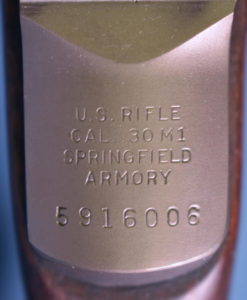 U.S. RIFLE
CAL. 30 M1
SPRINGFIELD
ARMORY
5916006